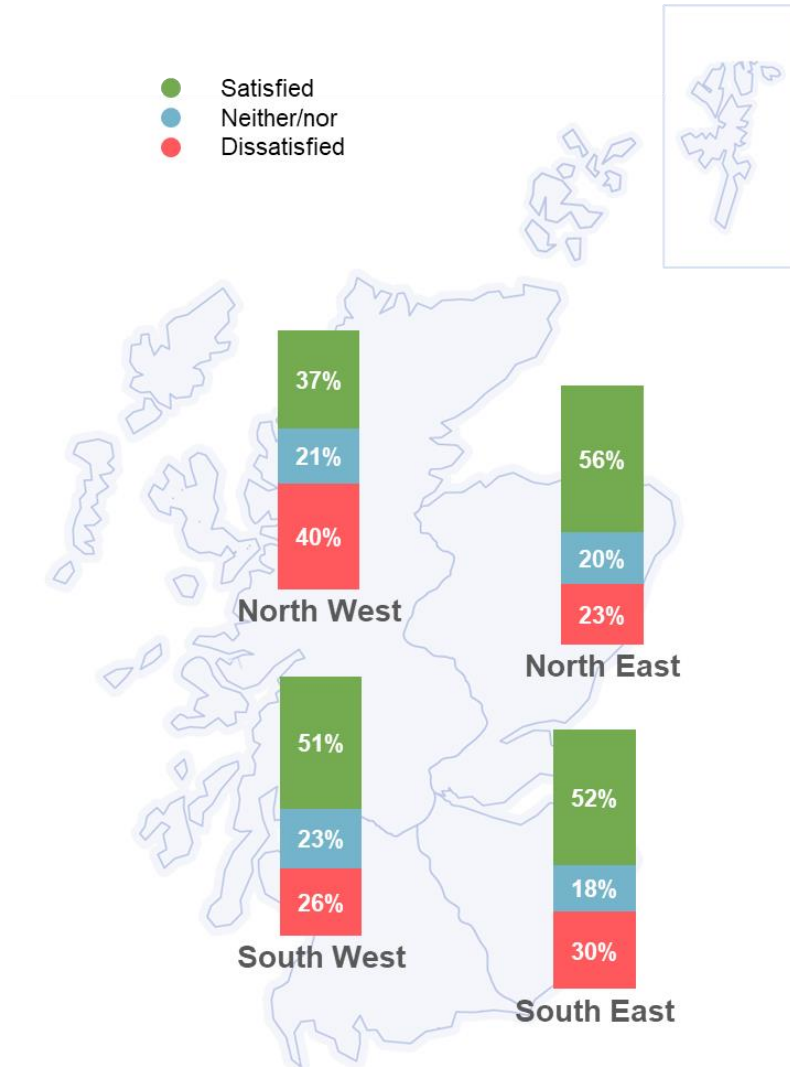 Satisfied
Neither/nor
Dissatisfied
37%
21%
40%
North West
56%
20%
23%
North East
51%
23%
26%
South West
52%
18%
30%
South East